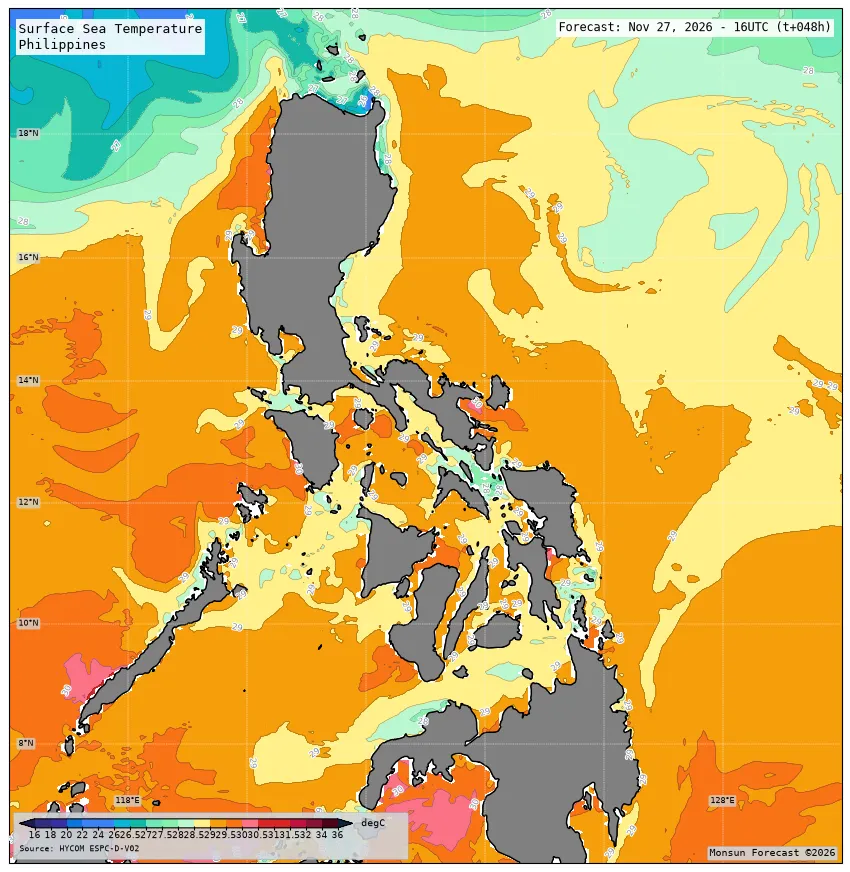 Surface Sea Temperature
Philippines
Forecast: Nov 27, 2026 - 16UTC (t+048h)
18°N
16°N
14°N
12°N
10°N
8°N
118°E
128°E
degC
16 18 20 22 24 26 26.5 27 27.5 28 28.5 29 29.5 30 30.5 31 31.5 32 34 36
Source: HYCOM ESPC-D-V02
Monsun Forecast ©2026